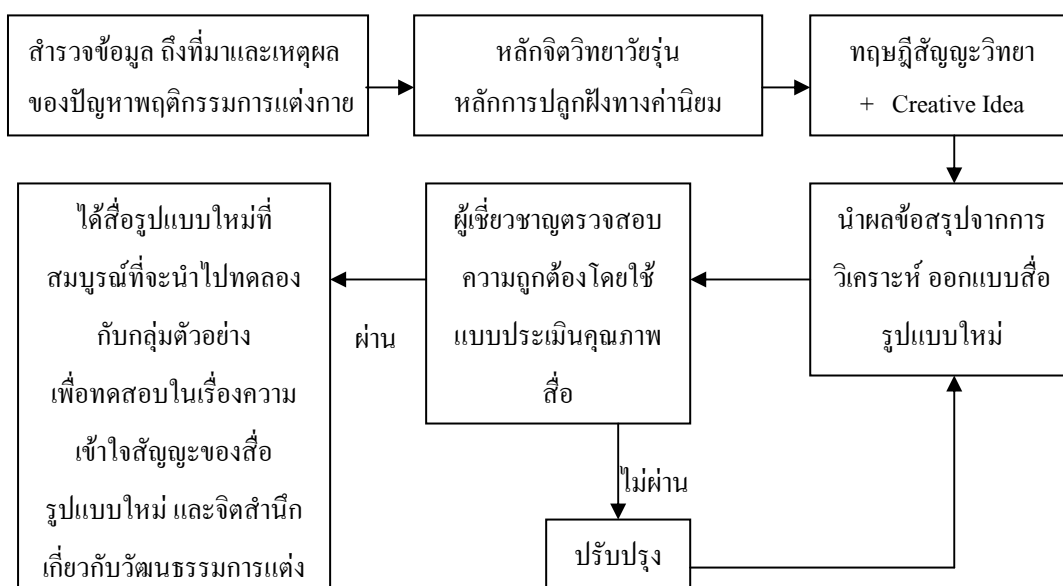 สำรวจข้อมูล ถึงที่มาและเหตุผล
ของปัญหาพฤติกรรมการแต่งกาย
หลักจิตวิทยาวัยรุ่น
หลักการปลูกฝังทางค่านิยม
ทฤษฎีสัญญะวิทยา
+ Creative Idea
นำผลข้อสรุปจากการ
วิเคราะห์ ออกแบบสื่อ
รูปแบบใหม่
ผู้เชี่ยวชาญตรวจสอบ
ความถูกต้องโดยใช้
แบบประเมินคุณภาพ
สื่อ
ผ่าน
ได้สื่อรูปแบบใหม่ที่
สมบูรณ์ที่จะนำไปทดลอง
กับกลุ่มตัวอย่าง
เพื่อทดสอบในเรื่องความ
เข้าใจสัญญะของสื่อ
รูปแบบใหม่ และจิตสำนึก
เกี่ยวกับวัฒนธรรมการแต่ง
ไม่ผ่าน
ปรับปรุง